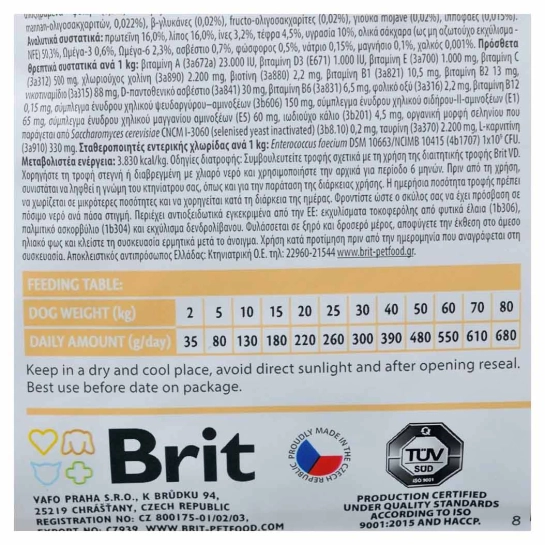 mannan-ολιγοσακχαριτών, 0,022%), β-γλυκάνες (0,02%), fructo-ολιγοσακχαρίτες (0,02%), γιούκα mojave (0,02%), ιπποφαές (0,015%).
Αναλυτικά συστατικά: πρωτεΐνη 16,0%, λίπος 16,0%, ίνες 3,2%, τέφρα 4,5%, υγρασία 10%, ολικά σάκχαρα (ως μη αζωτούχο εκχύλισμα -
NFE) 50,3%, Ωμέγα-3 0,6%, Ωμέγα-6 2,3%, ασβέστιο 0,7%, φώσφορος 0,5%, νάτριο 0,15%, μαγνήσιο 0,1%, χαλκός 0,001%. Πρόσθετα
θρεπτικά συστατικά ανά 1 kg: βιταμίνη A (3a672a) 23.000 IU, βιταμίνη D3 (E671) 1.000 IU, βιταμίνη E (3a700) 1.000 mg, βιταμίνη C
(3a312) 500 mg, χλωριούχος χολίνη (3a890) 2.200 mg, βιοτίνη (3a880) 2,2 mg, βιταμίνη B1 (3a821) 10,5 mg, βιταμίνη B2 13 mg,
νικοτιναμίδιο (3a315) 88 mg, D-παντοθενικό ασβέστιο (3a841) 30 mg, βιταμίνη B6 (3a831) 6,5 mg, φολικό οξύ (3a316) 2,2 mg, βιταμίνη B12
0,15 mg, σύμπλεγμα ένυδρου χηλικού ψευδαργύρου–αμινοξέων (3b606) 150 mg, σύμπλεγμα ένυδρου χηλικού σιδήρου-II-αμινοξέων (E1)
65 mg, σύμπλεγμα ένυδρου χηλικού μαγγανίου αμινοξέων (E5) 60 mg, ιωδιούχο κάλιο (3b201) 4,5 mg, οργανική μορφή σεληνίου που
παράγεται από Saccharomyces cerevisiae CNCM I-3060 (selenised yeast inactivated) (3b8.10) 0,2 mg, ταυρίνη (3a370) 2.200 mg, L-καρνιτίνη
(3a910) 330 mg. Σταθεροποιητές εντερικής χλωρίδας ανά 1 kg: Enterococcus faecium DSM 10663/NCIMB 10415 (4b1707) 1x10⁹ CFU.
Μεταβολιστέα ενέργεια: 3.830 kcal/kg. Οδηγίες διατροφής: Συμβουλευτείτε τροφής σχετικά με τη χρήση της διαιτητικής τροφής Brit VD.
Χορηγήστε τη τροφή στεγνή ή διαβρεγμένη με χλιαρό νερό και χρησιμοποιήστε την αρχικά για περίοδο 6 μηνών. Πριν από τη χρήση,
συνιστάται να ληφθεί η γνώμη του κτηνίατρου σας, όπως και για την παράταση της διάρκειας χρήσης. Η ημερήσια ποσότητα τροφής πρέπει
να χωρίζεται σε μικρότερες ποσότητες και να χορηγείται κατά τη διάρκεια της ημέρας. Φροντίστε ώστε ο σκύλος σας να έχει πρόσβαση σε
πόσιμο νερό ανά πάσα στιγμή. Περιέχει αντιοξειδωτικά εγκεκριμένα από την ΕΕ: εκχυλίσματα τοκοφερόλης από φυτικά έλαια (1b306),
παλμιτικό ασκορβύλιο (1b304) και εκχύλισμα δενδρολίβανου. Φυλάσσεται σε ξηρό και δροσερό μέρος, αποφύγετε την έκθεση στο άμεσο
ηλιακό φως και κλείστε τη συσκευασία ερμητικά μετά το άνοιγμα. Χρήση κατά προτίμηση πριν από την ημερομηνία που αναγράφεται στη
συσκευασία. Αποκλειστικός αντιπρόσωπος Ελλάδας: Κτηνιατρική Ο.Ε. τηλ: 22960-21544 www.brit-petfood.gr.
FEEDING TABLE:
DOG WEIGHT (kg) 2 5 10 15 20 25 30 40 50 60 70 80
DAILY AMOUNT (g/day) 35 80 130 180 220 260 300 390 480 550 610 680
Keep in a dry and cool place, avoid direct sunlight and after opening reseal.
Best use before date on package.
Brit
PROUDLY MADE IN THE CZECH REPUBLIC
TÜV
SÜD
ISO 9001
VAFO PRAHA S.R.O., K BRŮDKU 94,
25219 CHRÁŠŤANY, CZECH REPUBLIC
REGISTRATION NO: CZ 800175-01/02/03,
EXPORT NO: CZ939, WWW.BRIT-PETFOOD.COM
PRODUCTION CERTIFIED
UNDER QUALITY STANDARDS
ACCORDING TO ISO
9001:2015 AND HACCP.
8